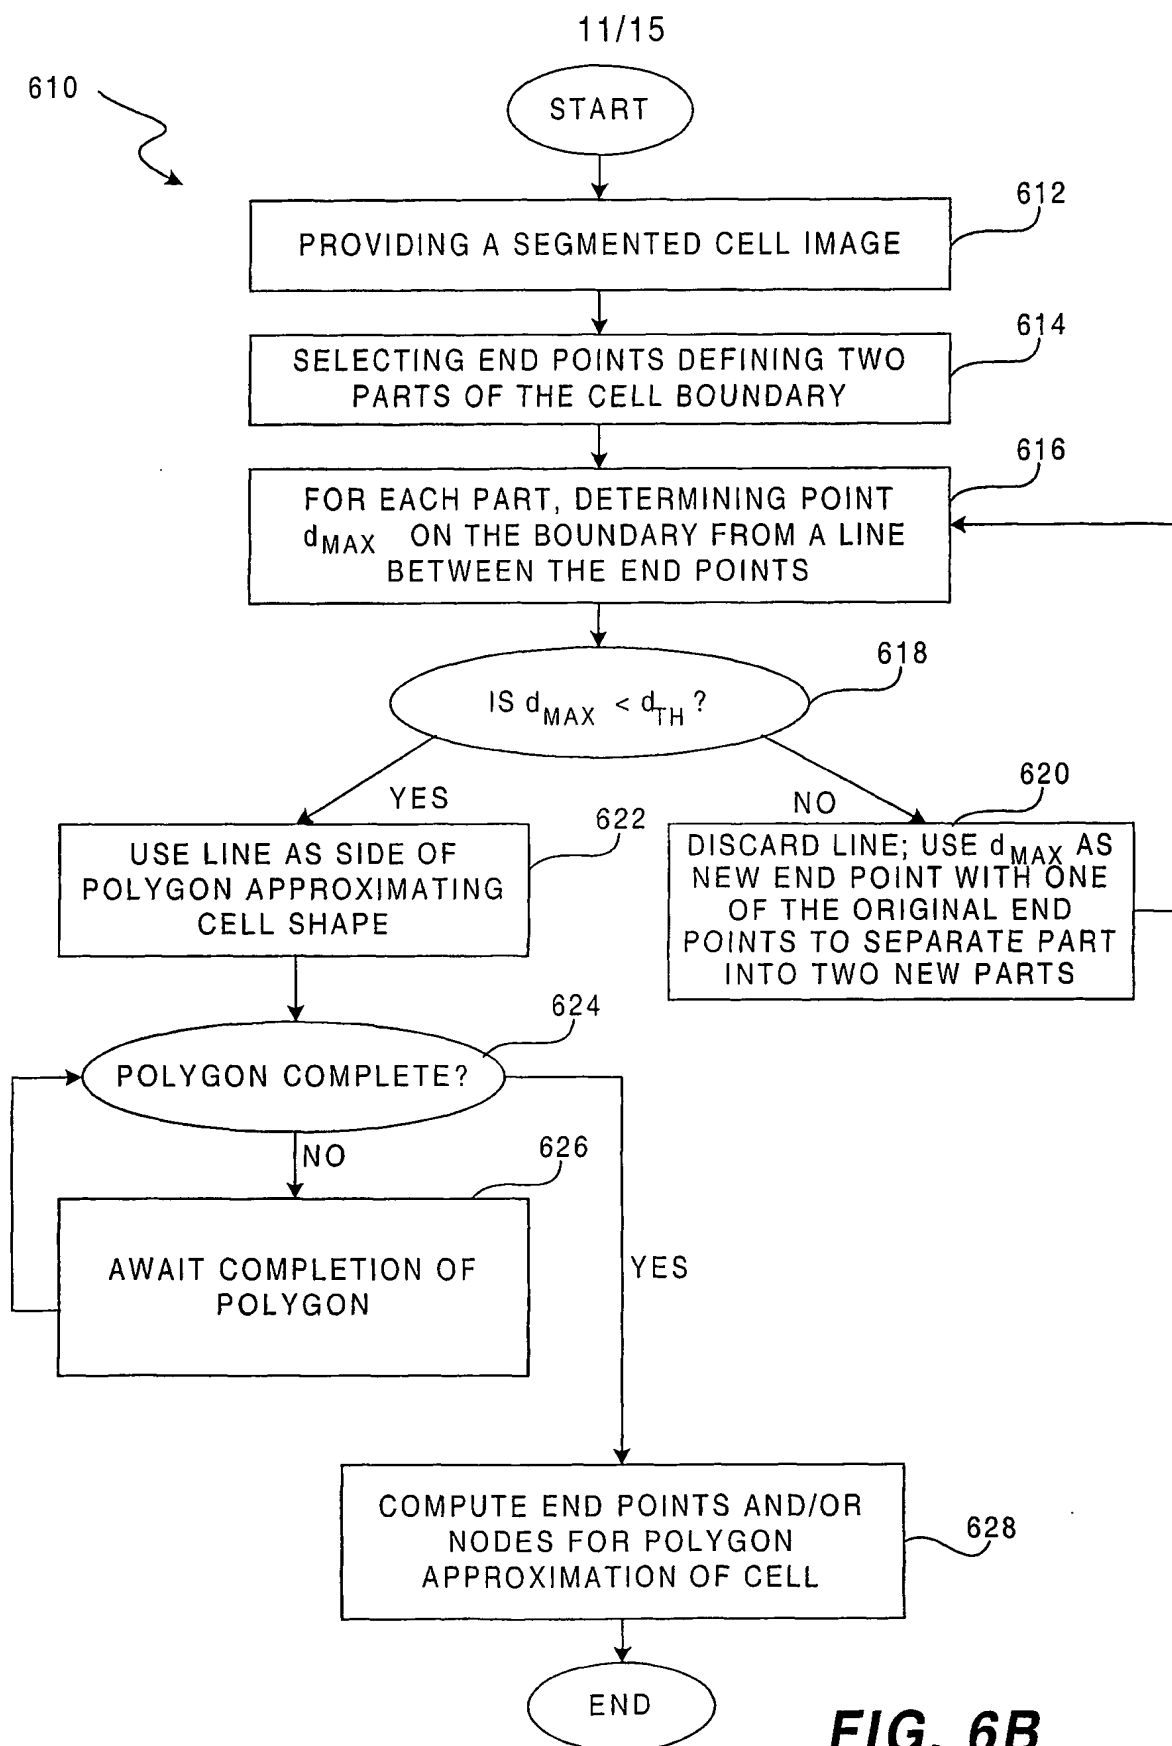 11/15
610
START
612
PROVIDING A SEGMENTED CELL IMAGE
614
SELECTING END POINTS DEFINING TWO
PARTS OF THE CELL BOUNDARY
616
FOR EACH PART, DETERMINING POINT
dMAX ON THE BOUNDARY FROM A LINE
BETWEEN THE END POINTS
618
IS dMAX < dTH ?
YES
NO
622
USE LINE AS SIDE OF
POLYGON APPROXIMATING
CELL SHAPE
620
DISCARD LINE; USE dMAX AS
NEW END POINT WITH ONE
OF THE ORIGINAL END
POINTS TO SEPARATE PART
INTO TWO NEW PARTS
624
POLYGON COMPLETE?
NO
626
AWAIT COMPLETION OF
POLYGON
YES
COMPUTE END POINTS AND/OR
NODES FOR POLYGON
APPROXIMATION OF CELL
628
END
FIG. 6B